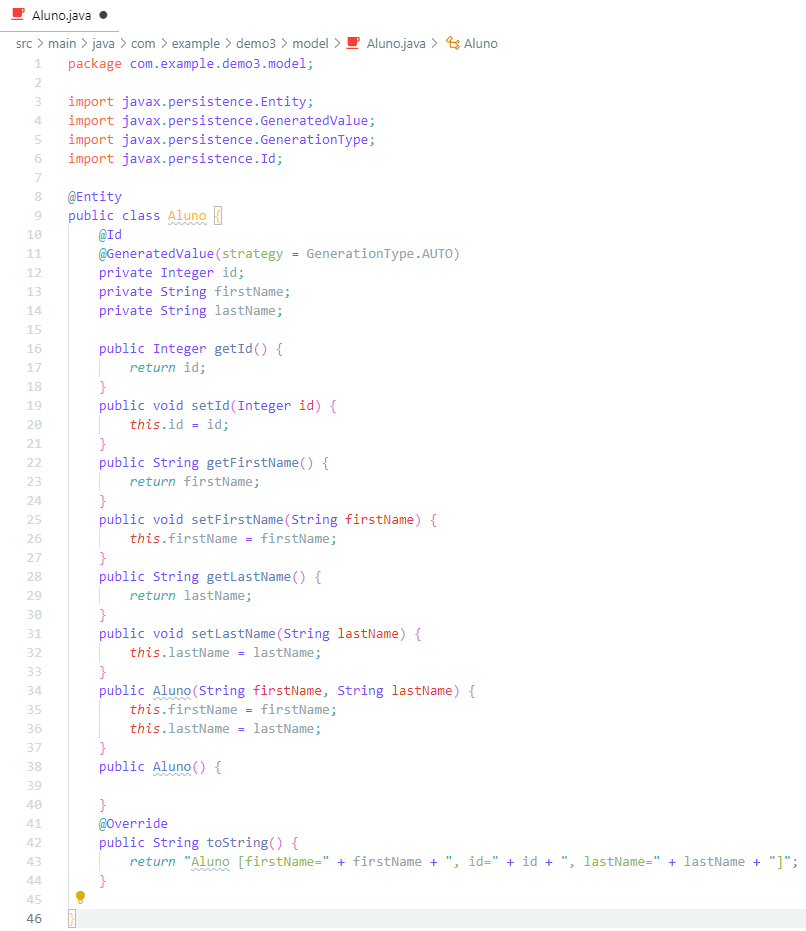 Aluno.java
src > main > java > com > example > demo3 > model > Aluno.java > Aluno
1 package com.example.demo3.model;
2
3 import javax.persistence.Entity;
4 import javax.persistence.GeneratedValue;
5 import javax.persistence.GenerationType;
6 import javax.persistence.Id;
7
8 @Entity
9 public class Aluno {
10     @Id
11     @GeneratedValue(strategy = GenerationType.AUTO)
12     private Integer id;
13     private String firstName;
14     private String lastName;
15
16     public Integer getId() {
17         return id;
18     }
19     public void setId(Integer id) {
20         this.id = id;
21     }
22     public String getFirstName() {
23         return firstName;
24     }
25     public void setFirstName(String firstName) {
26         this.firstName = firstName;
27     }
28     public String getLastName() {
29         return lastName;
30     }
31     public void setLastName(String lastName) {
32         this.lastName = lastName;
33     }
34     public Aluno(String firstName, String lastName) {
35         this.firstName = firstName;
36         this.lastName = lastName;
37     }
38     public Aluno() {
39
40     }
41     @Override
42     public String toString() {
43         return "Aluno [firstName=" + firstName + ", id=" + id + ", lastName=" + lastName + "]";
44     }
45
46 }